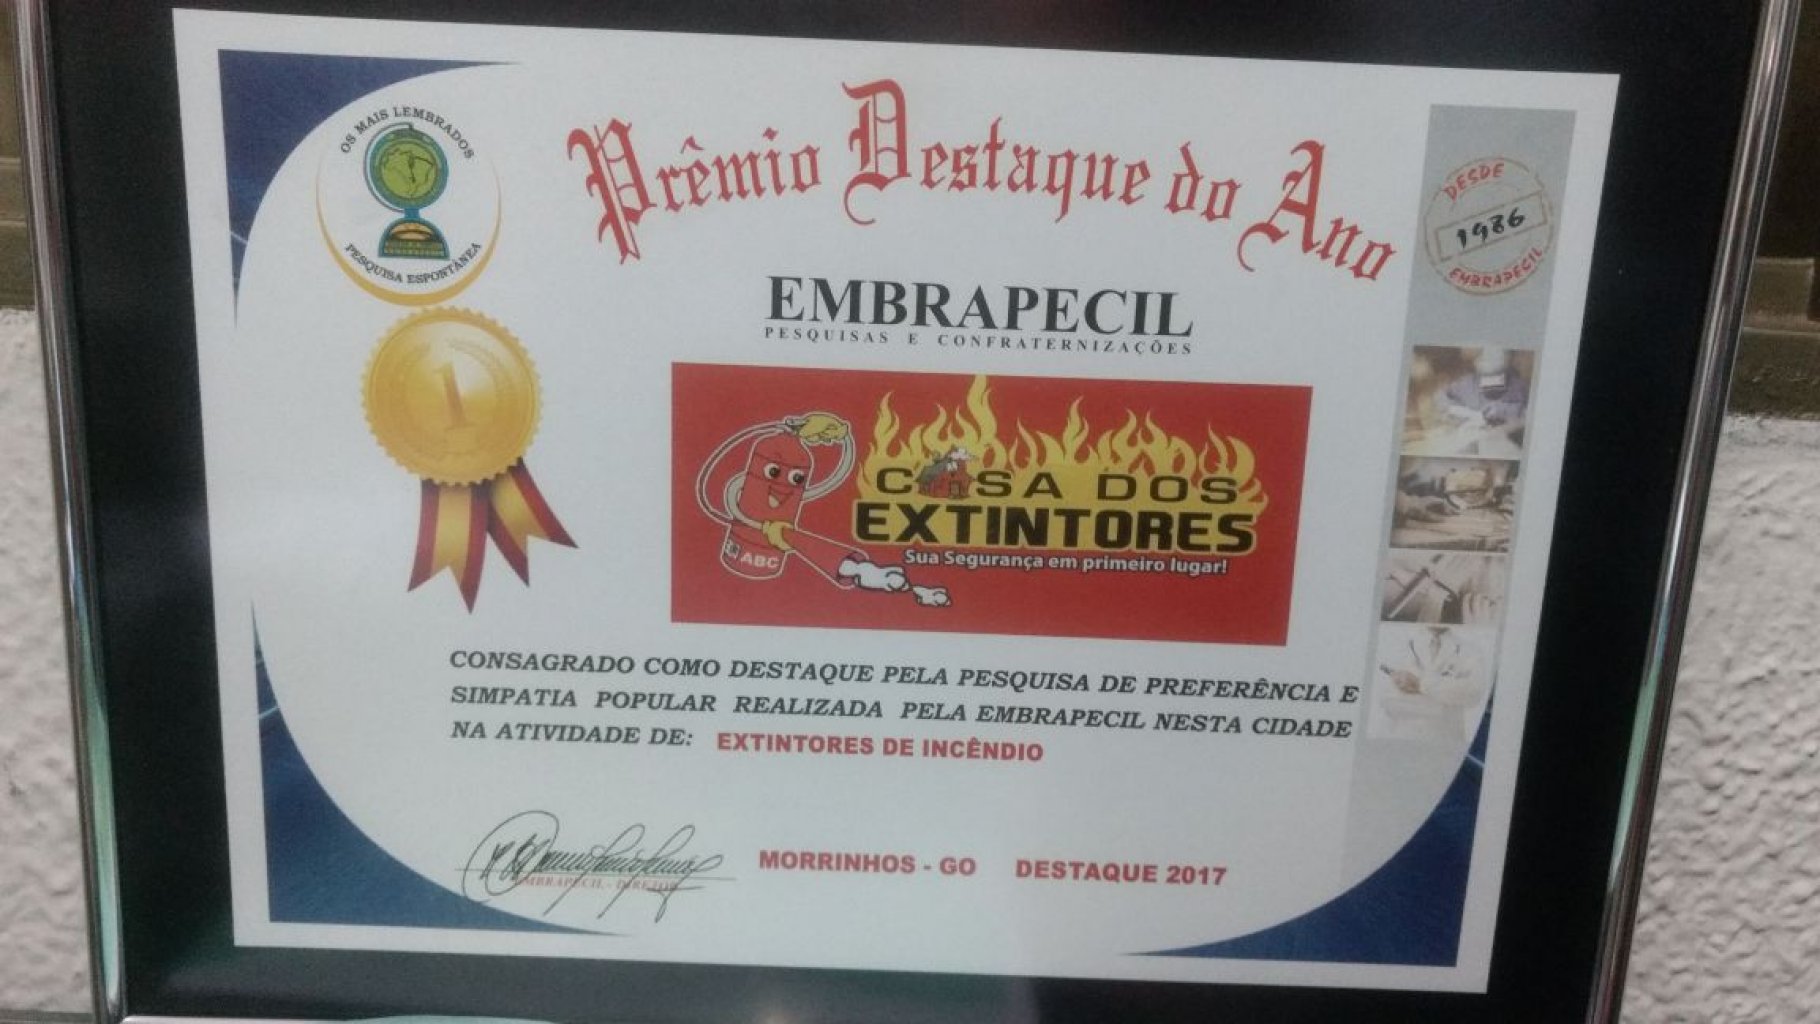 OS MAIS LEMBRADOS
PESQUISA ESPONTÂNEA
Prêmio Destaque do Ano
DESDE
1986
EMBRAPECIL
EMBRAPECIL
PESQUISAS E CONFRATERNIZAÇÕES
1
CASA DOS
EXTINTORES
Sua Segurança em primeiro lugar!
ABC
CONSAGRADO COMO DESTAQUE PELA PESQUISA DE PREFERÊNCIA E
SIMPATIA POPULAR REALIZADA PELA EMBRAPECIL NESTA CIDADE
NA ATIVIDADE DE: EXTINTORES DE INCÊNDIO
EMBRAPECIL - DIRETOR
MORRINHOS - GO DESTAQUE 2017